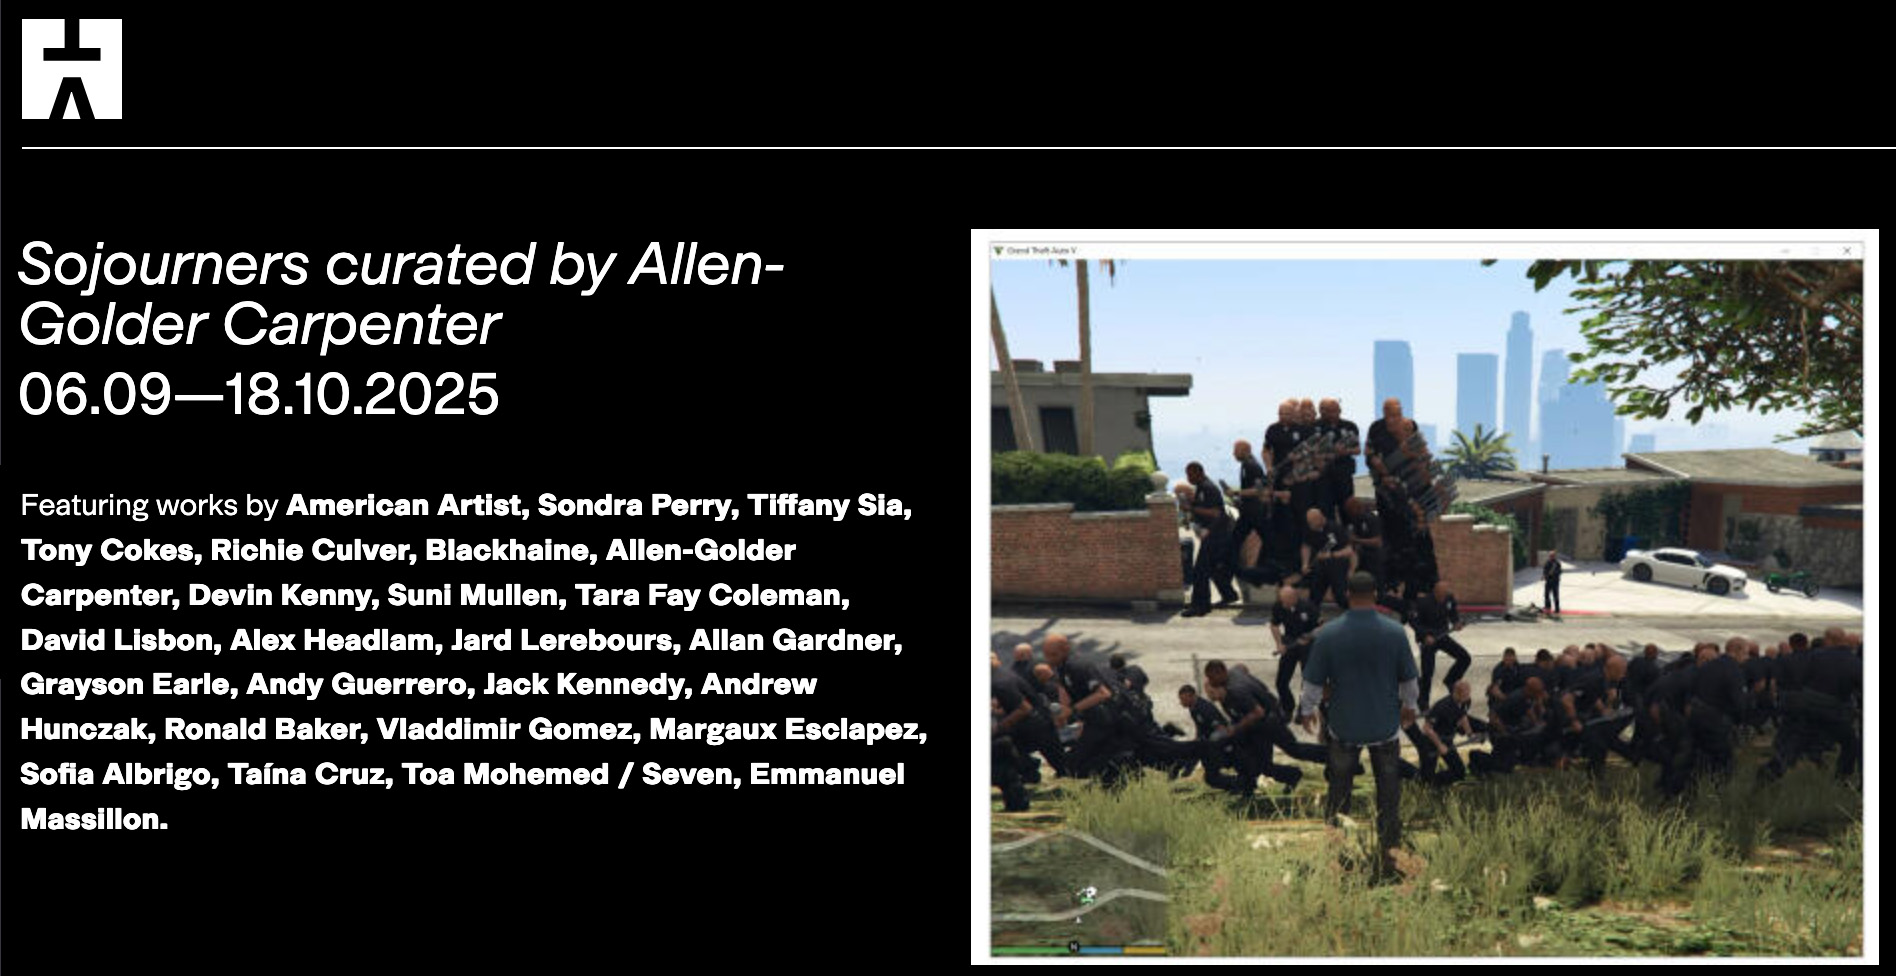 Sojourners curated by Allen-
Golder Carpenter
06.09—18.10.2025
Featuring works by American Artist, Sondra Perry, Tiffany Sia,
Tony Cokes, Richie Culver, Blackhaine, Allen-Golder
Carpenter, Devin Kenny, Suni Mullen, Tara Fay Coleman,
David Lisbon, Alex Headlam, Jard Lerebours, Allan Gardner,
Grayson Earle, Andy Guerrero, Jack Kennedy, Andrew
Hunczak, Ronald Baker, Vladdimir Gomez, Margaux Esclapez,
Sofia Albrigo, Taína Cruz, Toa Mohemed / Seven, Emmanuel
Massillon.
Grand Theft Auto V
N